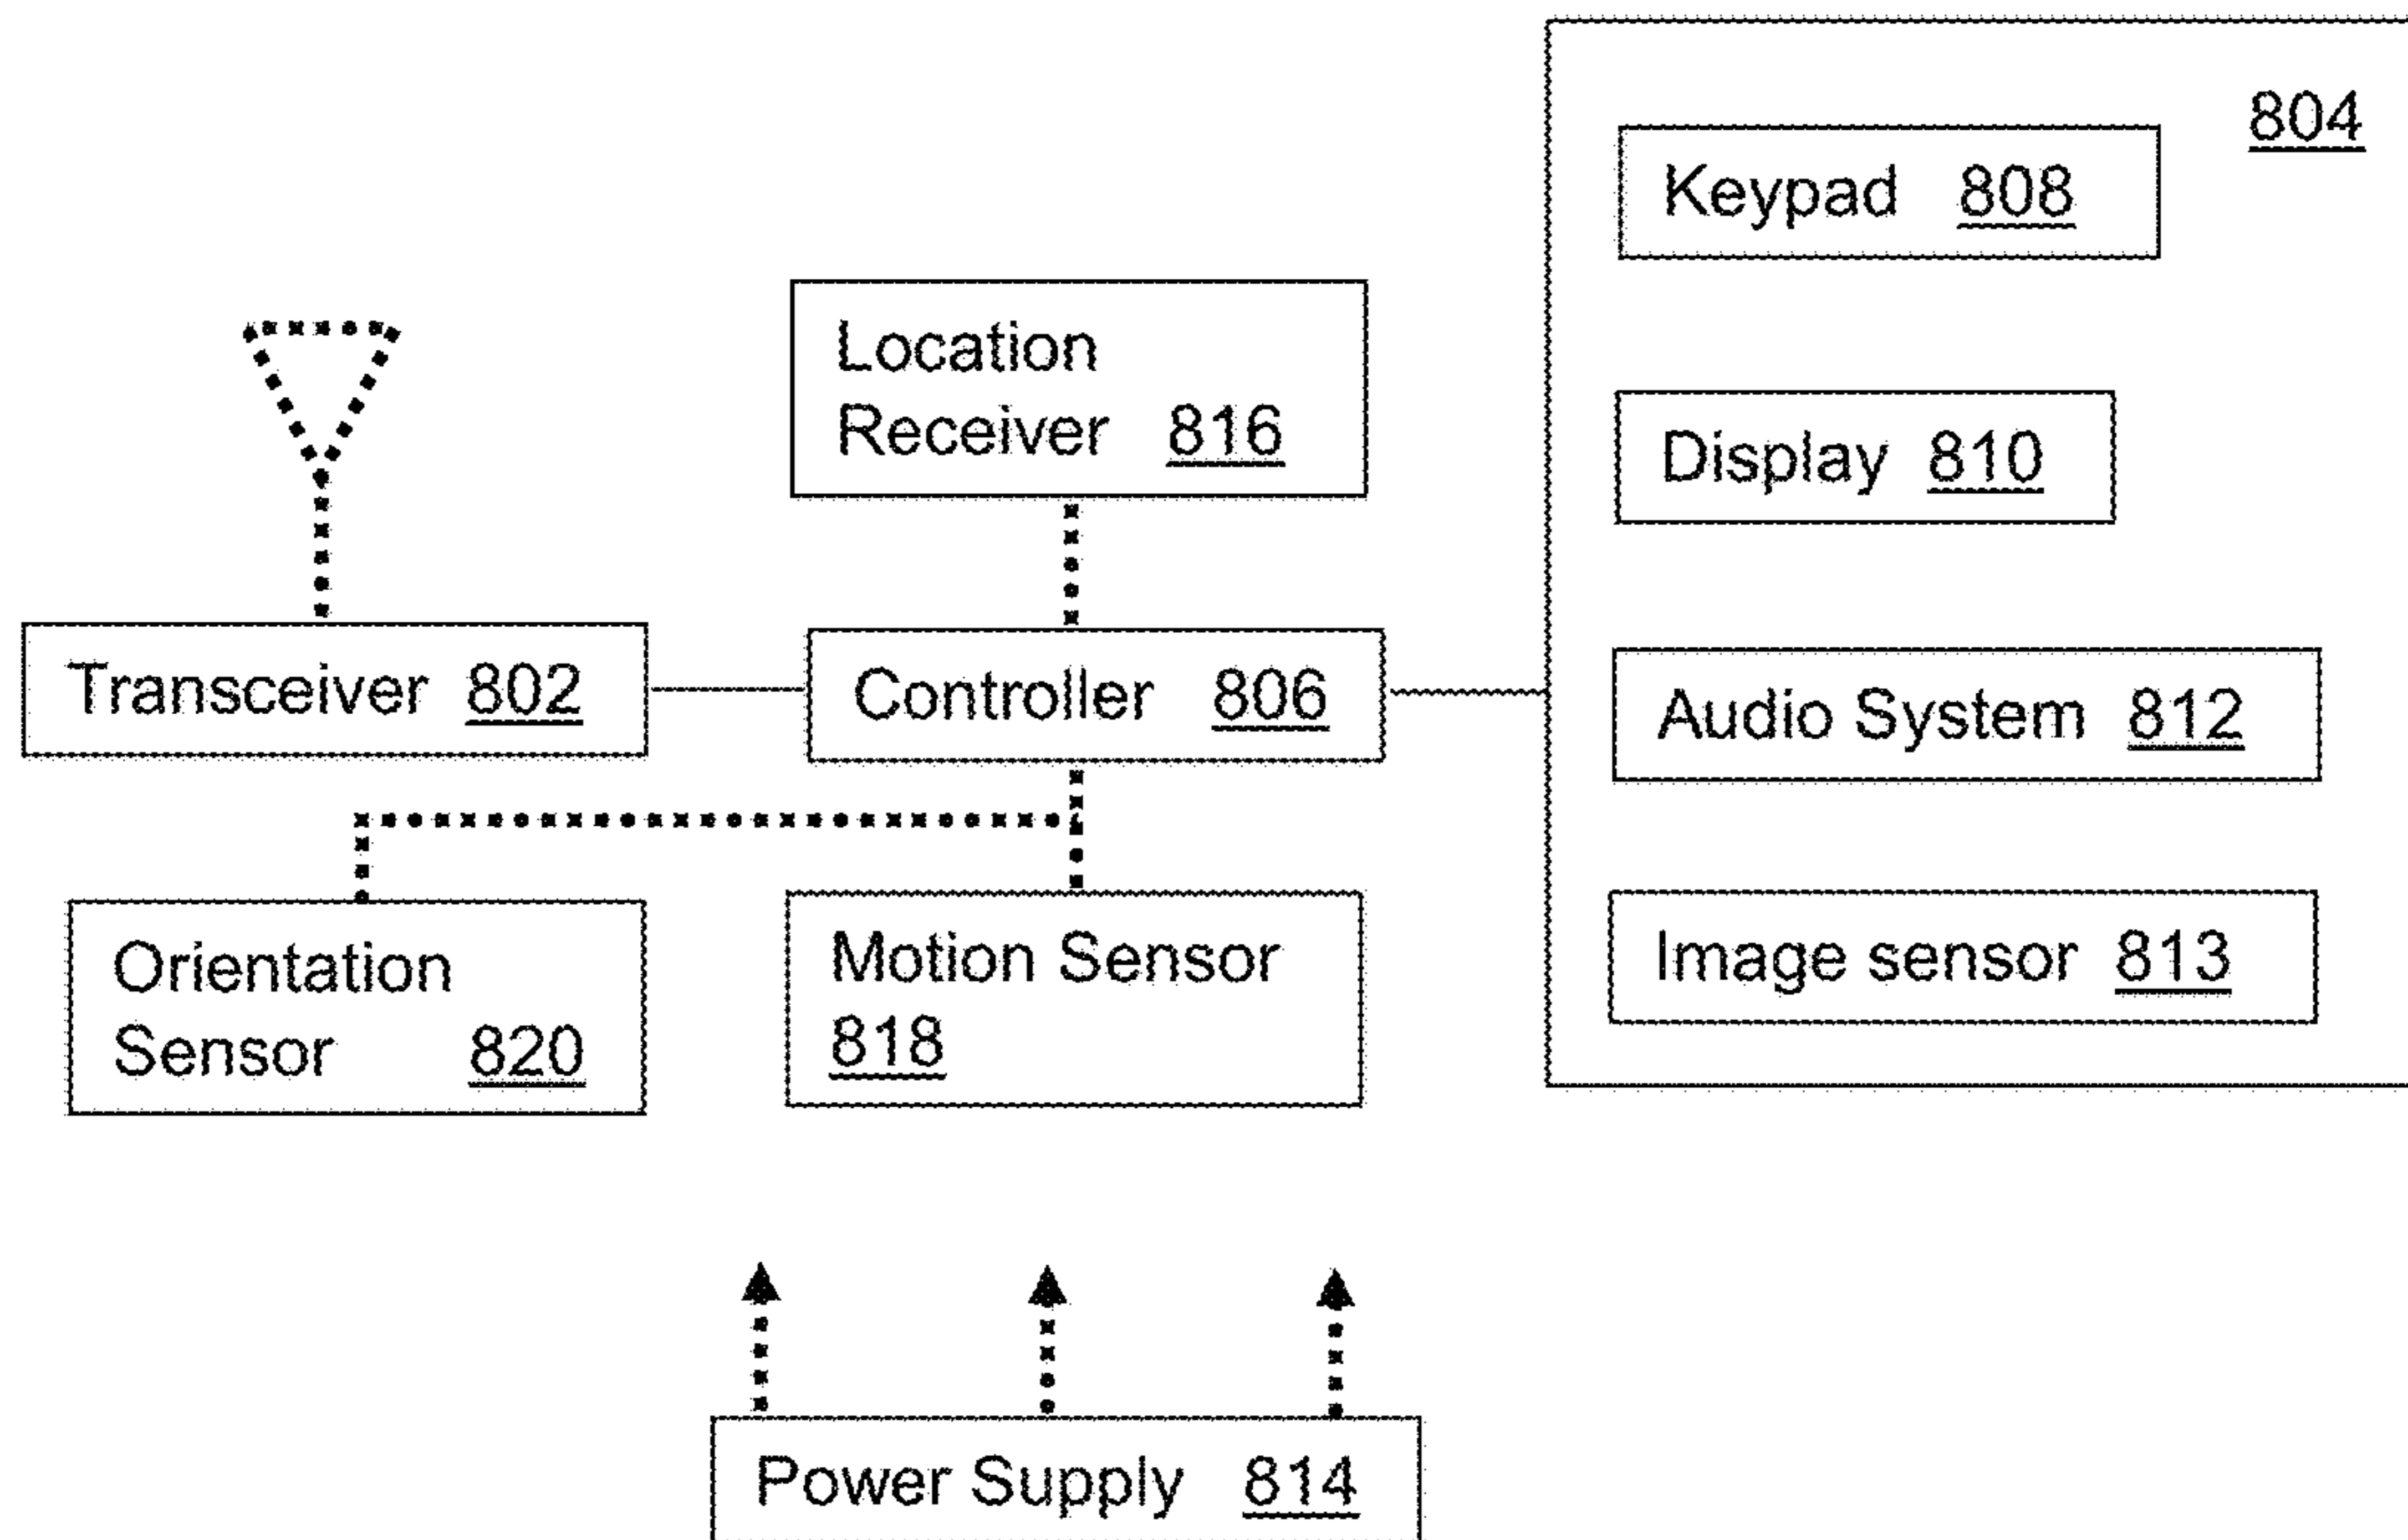 804
Keypad 808
Location
Receiver 816
Display 810
Transceiver 802
Controller 806
Audio System 812
Orientation
Sensor 820
Motion Sensor
818
Image sensor 813
Power Supply 814